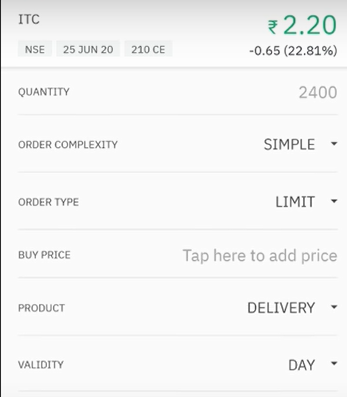 ITC
₹ 2.20
NSE 25 JUN 20 210 CE
-0.65 (22.81%)
QUANTITY 2400
ORDER COMPLEXITY SIMPLE
ORDER TYPE LIMIT
BUY PRICE Tap here to add price
PRODUCT DELIVERY
VALIDITY DAY